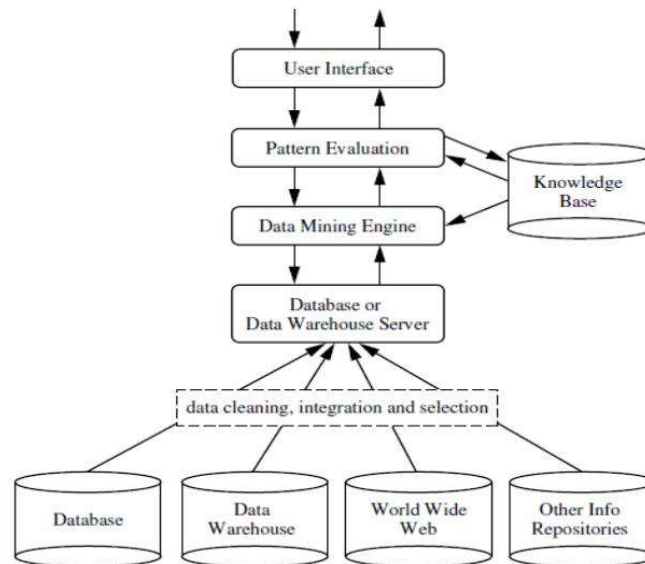 User Interface
Pattern Evaluation
Knowledge
Base
Data Mining Engine
Database or
Data Warehouse Server
data cleaning, integration and selection
Database
Data
Warehouse
World Wide
Web
Other Info
Repositories